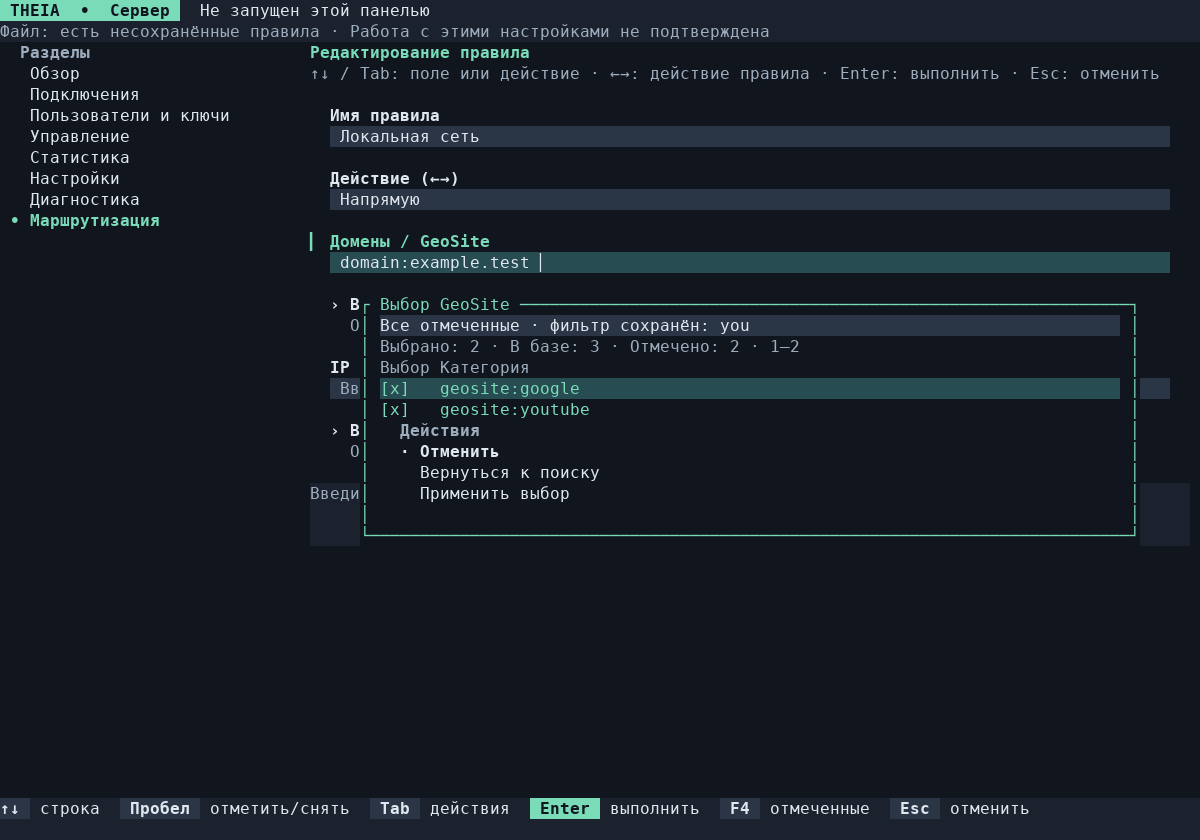 THEIA • Сервер Не запущен этой панелью
Файл: есть несохранённые правила · Работа с этими настройками не подтверждена
Разделы
Обзор
Подключения
Пользователи и ключи
Управление
Статистика
Настройки
Диагностика
• Маршрутизация
Редактирование правила
↑↓ / Tab: поле или действие · ←→: действие правила · Enter: выполнить · Esc: отменить
Имя правила
Локальная сеть
Действие (←→)
Напрямую
Домены / GeoSite
domain:example.test
› В
О
IP
Вв
› В
О
Введи
Выбор GeoSite
Все отмеченные · фильтр сохранён: you
Выбрано: 2 · В базе: 3 · Отмечено: 2 · 1–2
Выбор Категория
[x] geosite:google
[x] geosite:youtube
Действия
· Отменить
Вернуться к поиску
Применить выбор
↑↓ строка Пробел отметить/снять Tab действия Enter выполнить F4 отмеченные Esc отменить